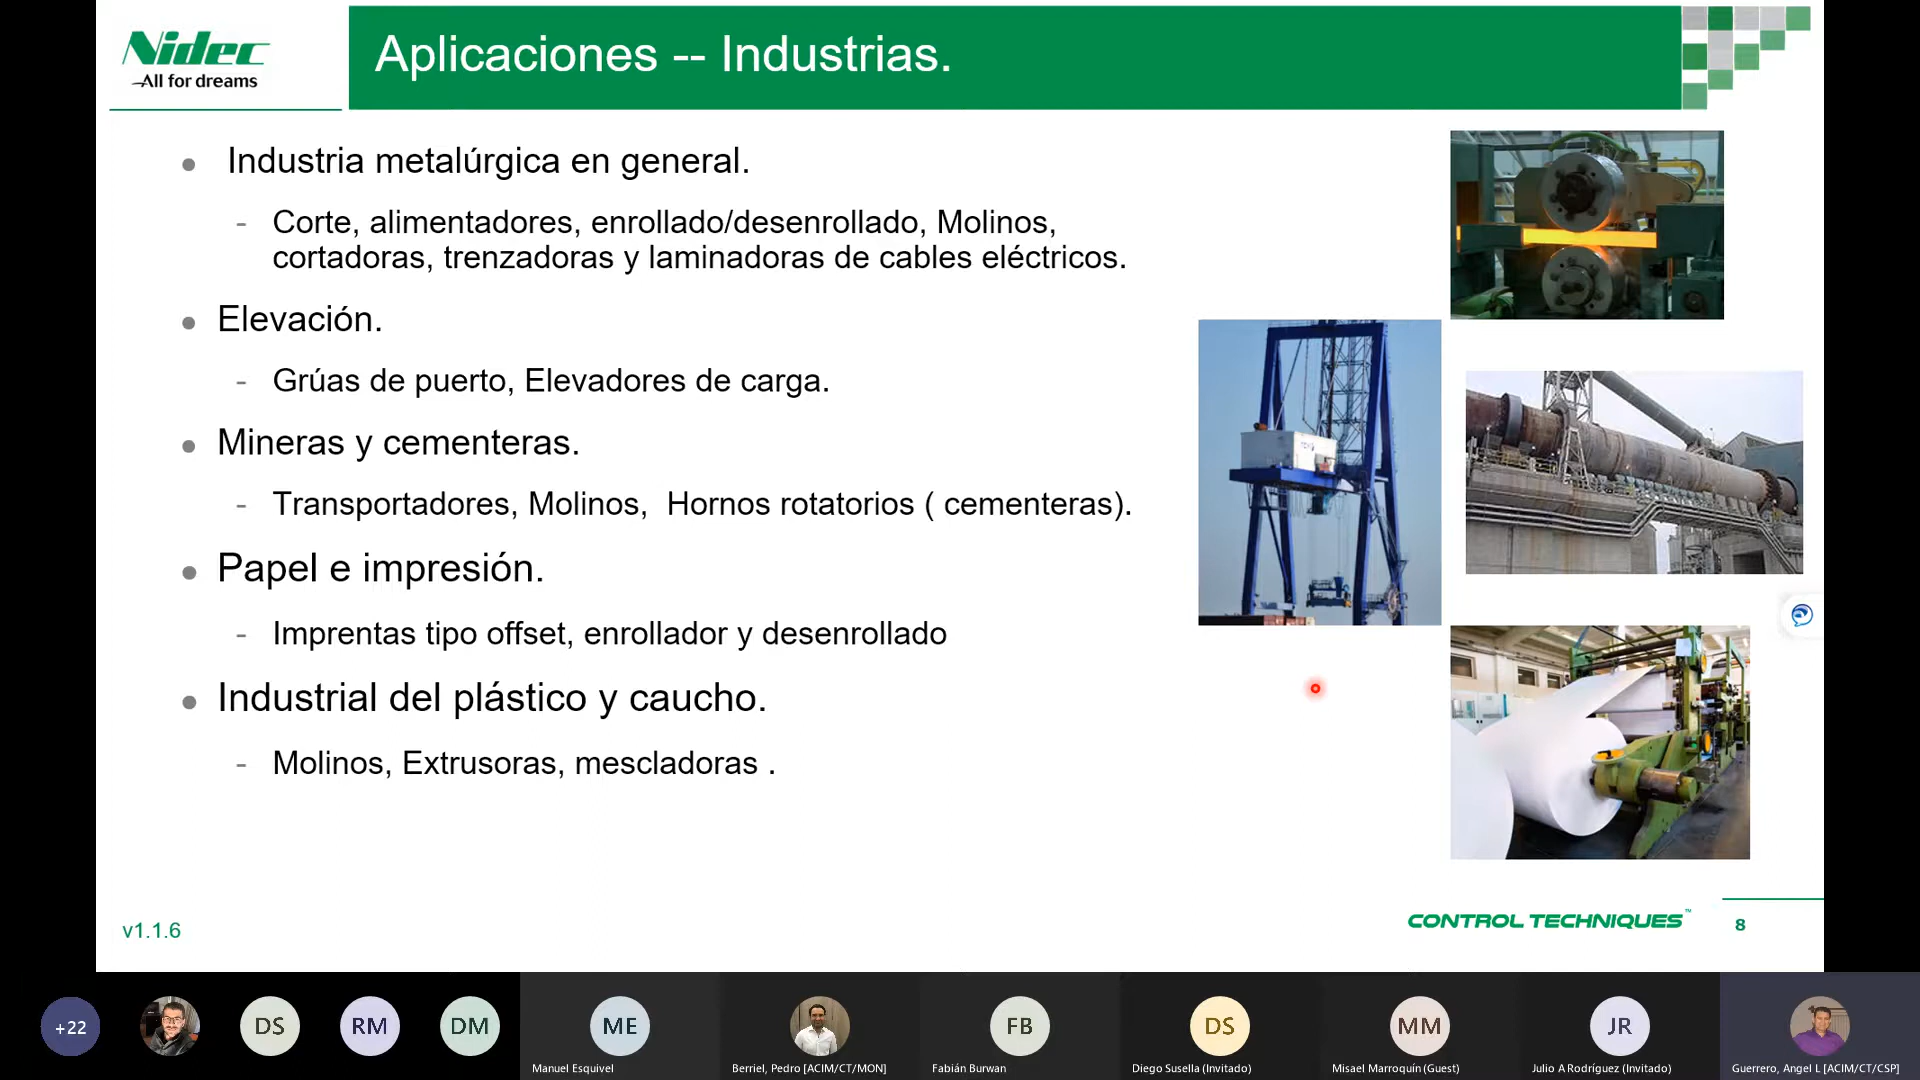 Nidec
All for dreams
Aplicaciones -- Industrias.
● Industria metalúrgica en general.
- Corte, alimentadores, enrollado/desenrollado, Molinos,
cortadoras, trenzadoras y laminadoras de cables eléctricos.
● Elevación.
- Grúas de puerto, Elevadores de carga.
● Mineras y cementeras.
- Transportadores, Molinos,  Hornos rotatorios ( cementeras).
● Papel e impresión.
- Imprentas tipo offset, enrollador y desenrollado
● Industrial del plástico y caucho.
- Molinos, Extrusoras, mescladoras .
v1.1.6
CONTROL TECHNIQUES™
8
+22
DS
RM
DM
ME
FB
DS
MM
JR
Manuel Esquivel
Berriel, Pedro [ACIM/CT/MON]
Fabián Burwan
Diego Susella (Invitado)
Misael Marroquín (Guest)
Julio A Rodríguez (Invitado)
Guerrero, Angel L [ACIM/CT/CSP]